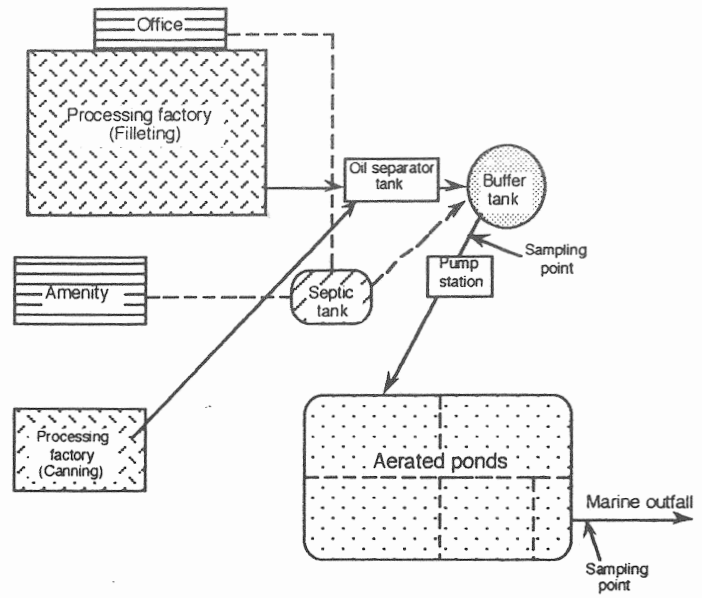 Office
Processing factory
(Filleting)
Oil separator
tank
Buffer
tank
Sampling
point
Pump
station
Amenity
Septic
tank
Processing
factory
(Canning)
Aerated ponds
Marine outfall
Sampling
point